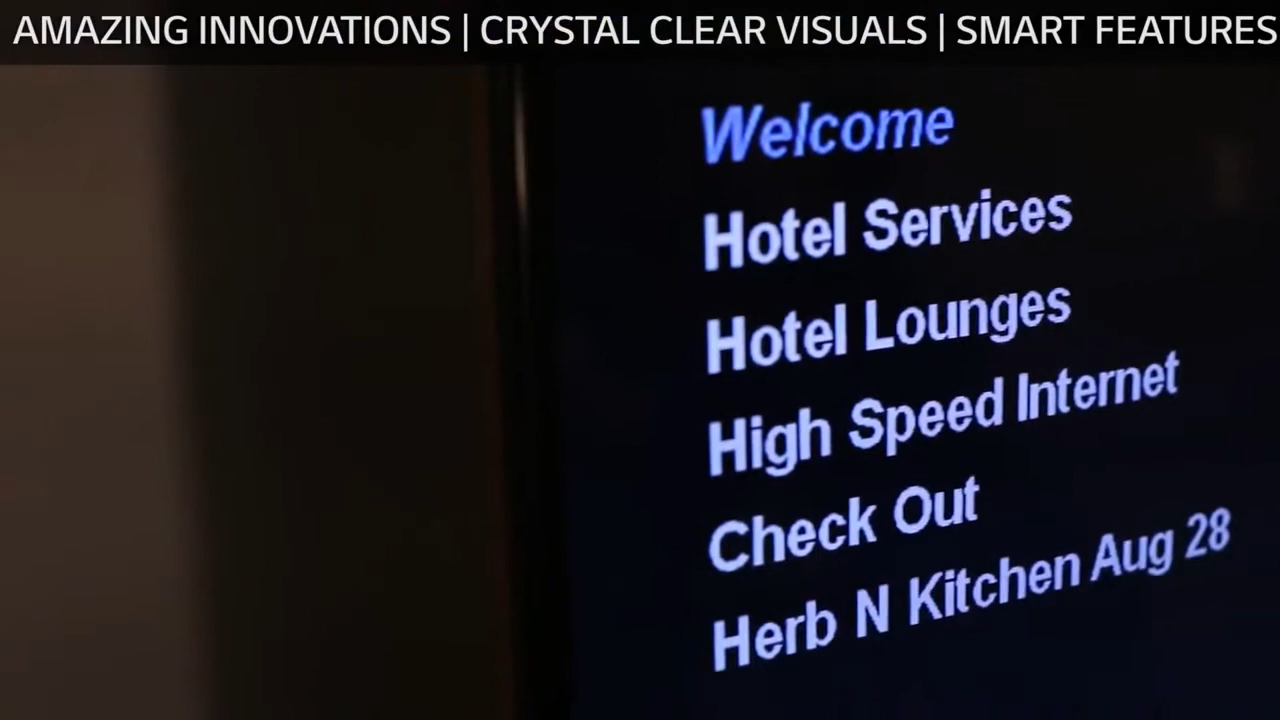 AMAZING INNOVATIONS | CRYSTAL CLEAR VISUALS | SMART FEATURES
Welcome
Hotel Services
Hotel Lounges
High Speed Internet
Check Out
Herb N Kitchen Aug 28